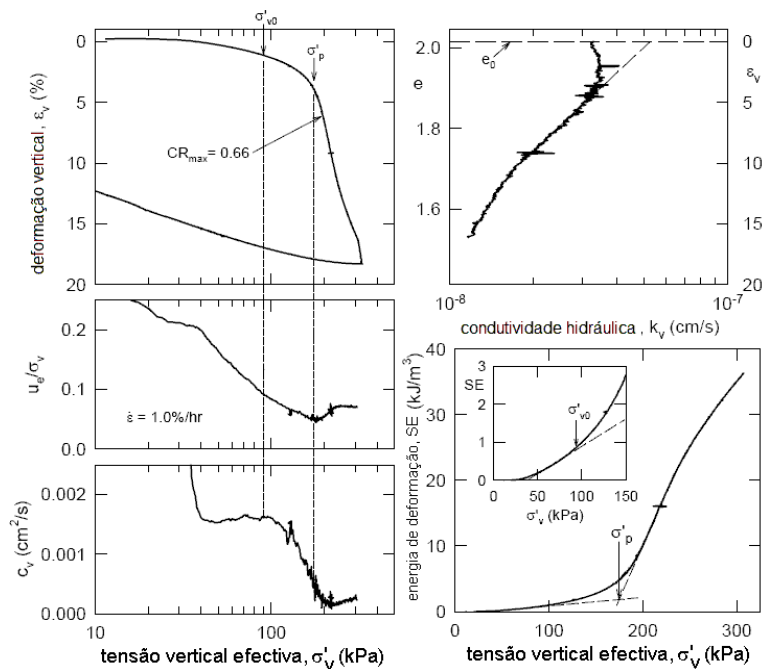 σ'v0
σ'p
0
5
10
15
20
deformação vertical, εv (%)
CRmax= 0.66
0.2
0.1
0.0
ue/σv
ε̇ = 1.0%/hr
0.002
0.001
0.000
cv (cm²/s)
10
100
tensão vertical efectiva, σ'v (kPa)
2.0
1.8
1.6
e
e0
0
εv
5
10
15
20
10-8
10-7
condutividade hidráulica , kv (cm/s)
40
30
20
10
0
energia de deformação, SE (kJ/m³)
3
SE
2
1
0
σ'v0
0
50
100
150
σ'v (kPa)
σ'p
0
100
200
300
tensão vertical efectiva, σ'v (kPa)